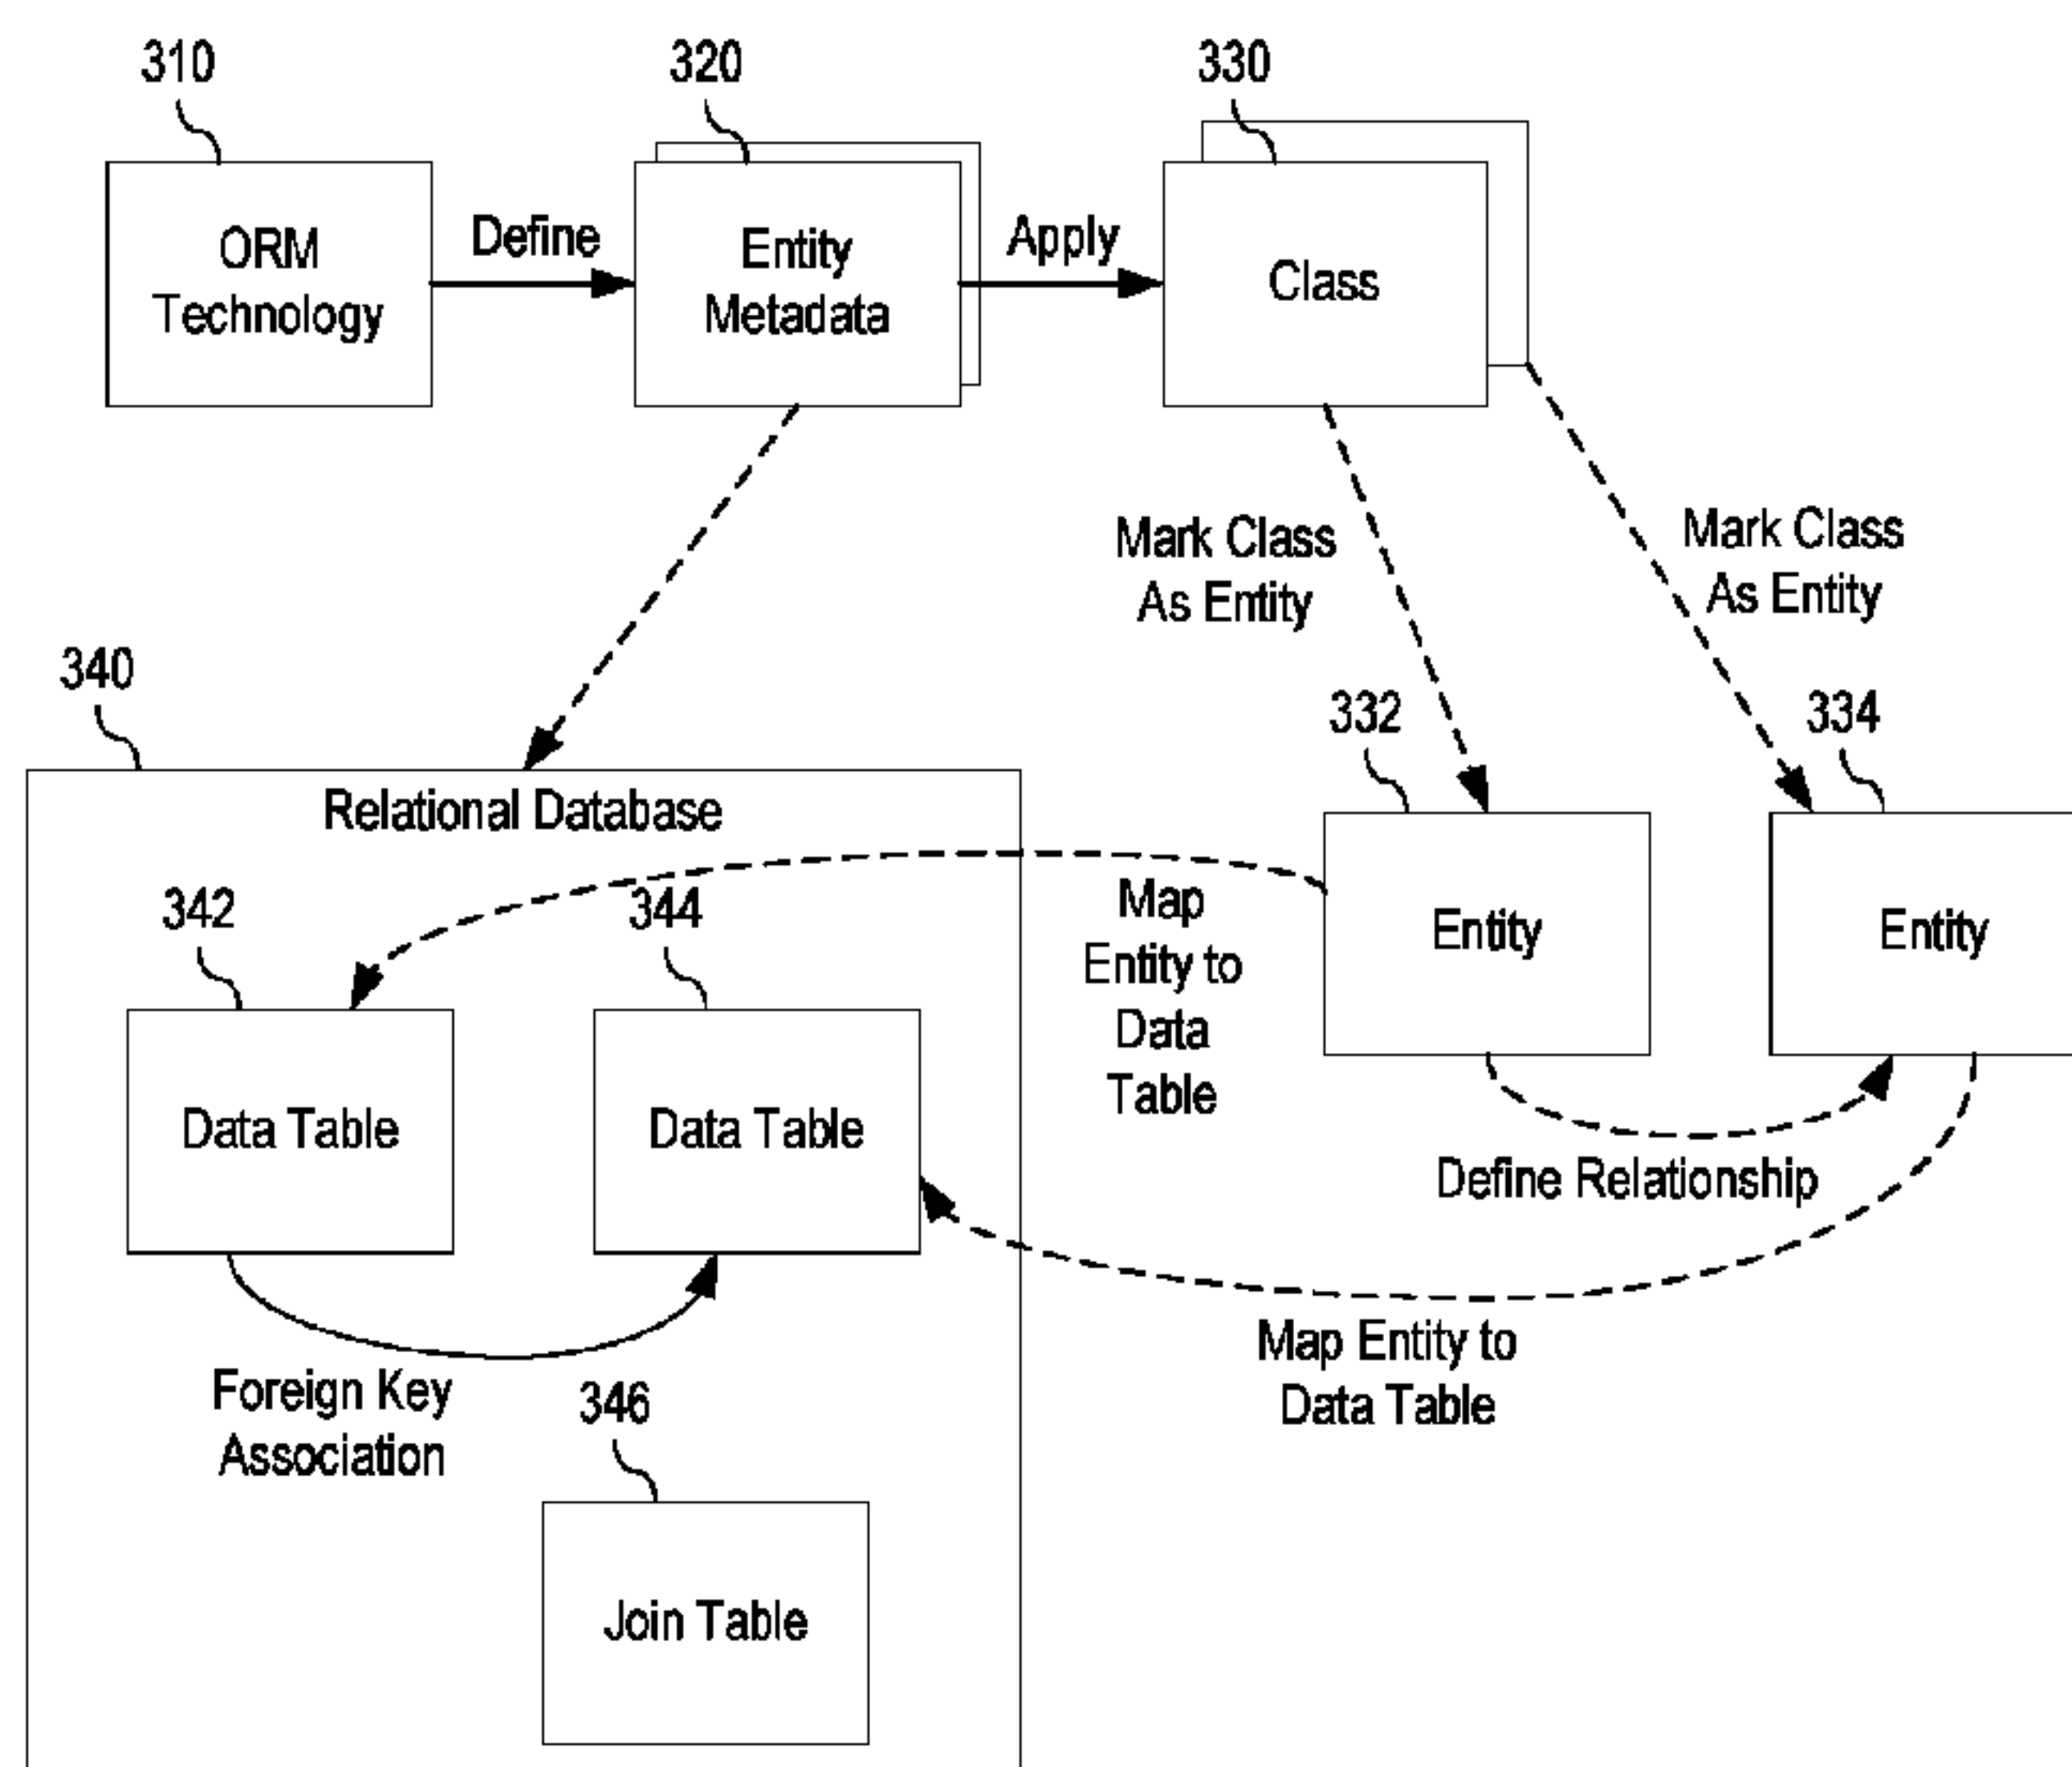 310
320
330
ORM
Technology
Define
Entity
Metadata
Apply
Class
Mark Class
As Entity
Mark Class
As Entity
340
332
334
Relational Database
342
344
Map
Entity to
Data
Table
Entity
Entity
Data Table
Data Table
Define Relationship
Foreign Key
Association
Map Entity to
Data Table
346
Join Table